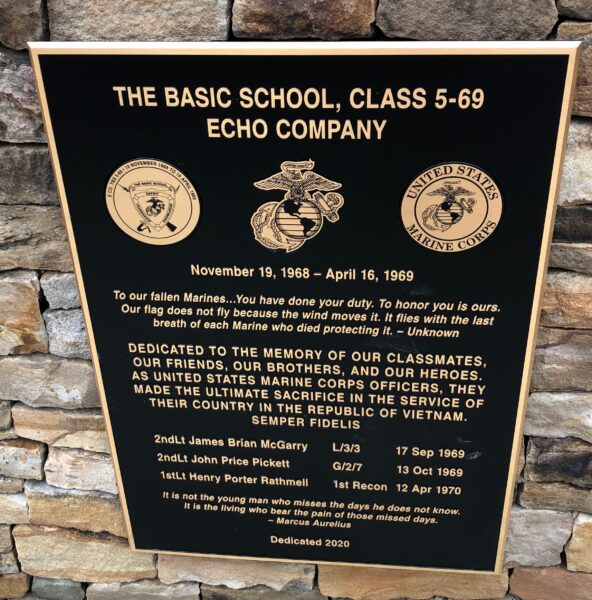 THE BASIC SCHOOL, CLASS 5-69
ECHO COMPANY
THE BASIC SCHOOL
UNITED STATES
MARINE CORPS
November 19, 1968 – April 16, 1969
To our fallen Marines...You have done your duty. To honor you is ours.
Our flag does not fly because the wind moves it. It flies with the last
breath of each Marine who died protecting it. – Unknown
DEDICATED TO THE MEMORY OF OUR CLASSMATES,
OUR FRIENDS, OUR BROTHERS, AND OUR HEROES.
AS UNITED STATES MARINE CORPS OFFICERS, THEY
MADE THE ULTIMATE SACRIFICE IN THE SERVICE OF
THEIR COUNTRY IN THE REPUBLIC OF VIETNAM.
SEMPER FIDELIS
2ndLt James Brian McGarry L/3/3 17 Sep 1969
2ndLt John Price Pickett G/2/7 13 Oct 1969
1stLt Henry Porter Rathmell 1st Recon 12 Apr 1970
It is not the young man who misses the days he does not know.
It is the living who bear the pain of those missed days.
– Marcus Aurelius
Dedicated 2020